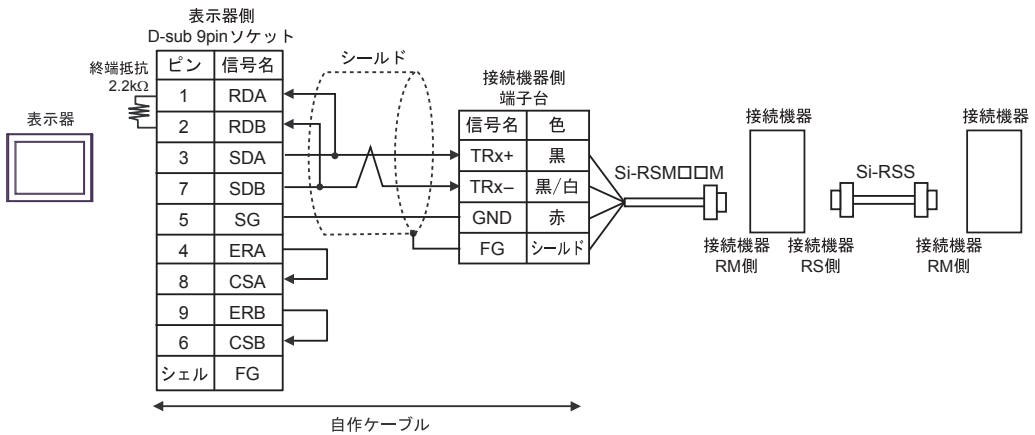 表示器側
D-sub 9pinソケット
終端抵抗
2.2kΩ
表示器
ピン 信号名
1 RDA
2 RDB
3 SDA
7 SDB
5 SG
4 ERA
8 CSA
9 ERB
6 CSB
シェル FG
シールド
接続機器側
端子台
信号名 色
TRx+ 黒
TRx− 黒/白
GND 赤
FG シールド
Si-RSM□□M
接続機器
接続機器
RM側
接続機器
RS側
Si-RSS
接続機器
接続機器
RM側
自作ケーブル